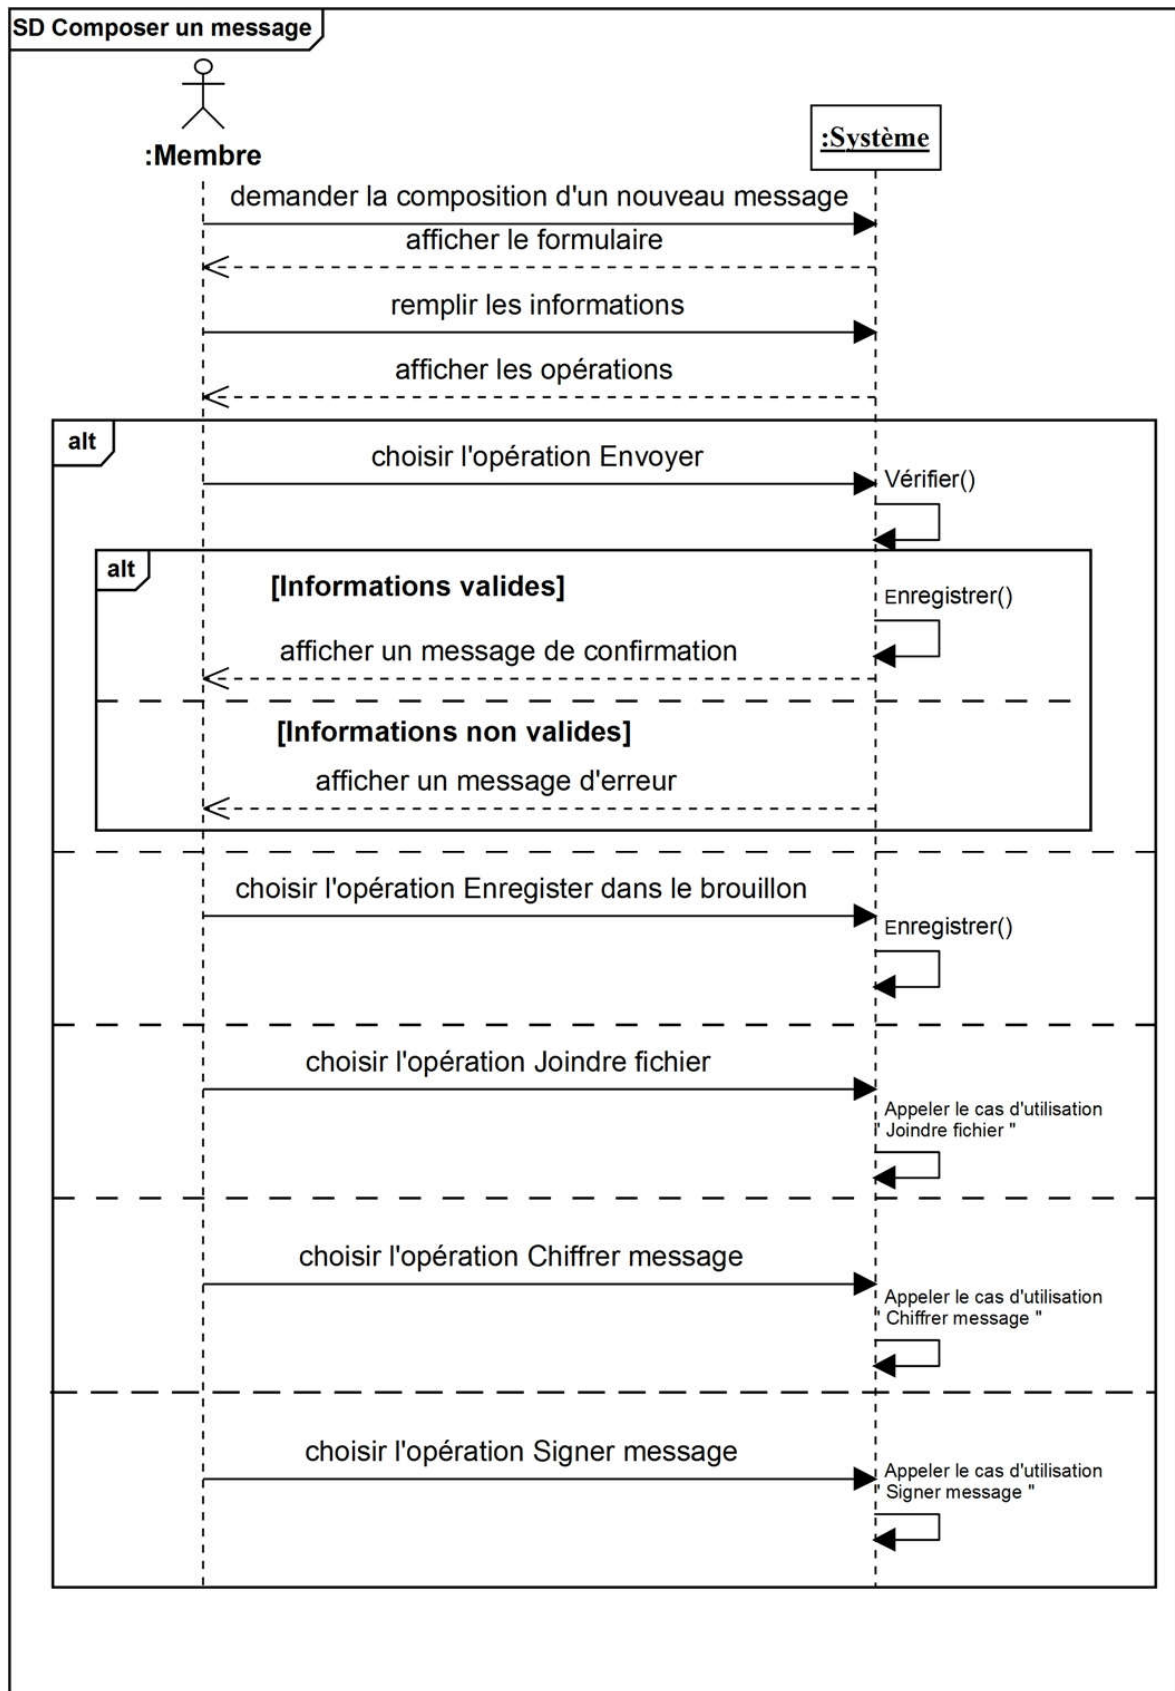 SD Composer un message
:Membre
:Système
demander la composition d'un nouveau message
afficher le formulaire
remplir les informations
afficher les opérations
alt
choisir l'opération Envoyer
Vérifier()
alt
[Informations valides]
Enregistrer()
afficher un message de confirmation
[Informations non valides]
afficher un message d'erreur
choisir l'opération Enregister dans le brouillon
Enregistrer()
choisir l'opération Joindre fichier
Appeler le cas d'utilisation
" Joindre fichier "
choisir l'opération Chiffrer message
Appeler le cas d'utilisation
" Chiffrer message "
choisir l'opération Signer message
Appeler le cas d'utilisation
" Signer message "